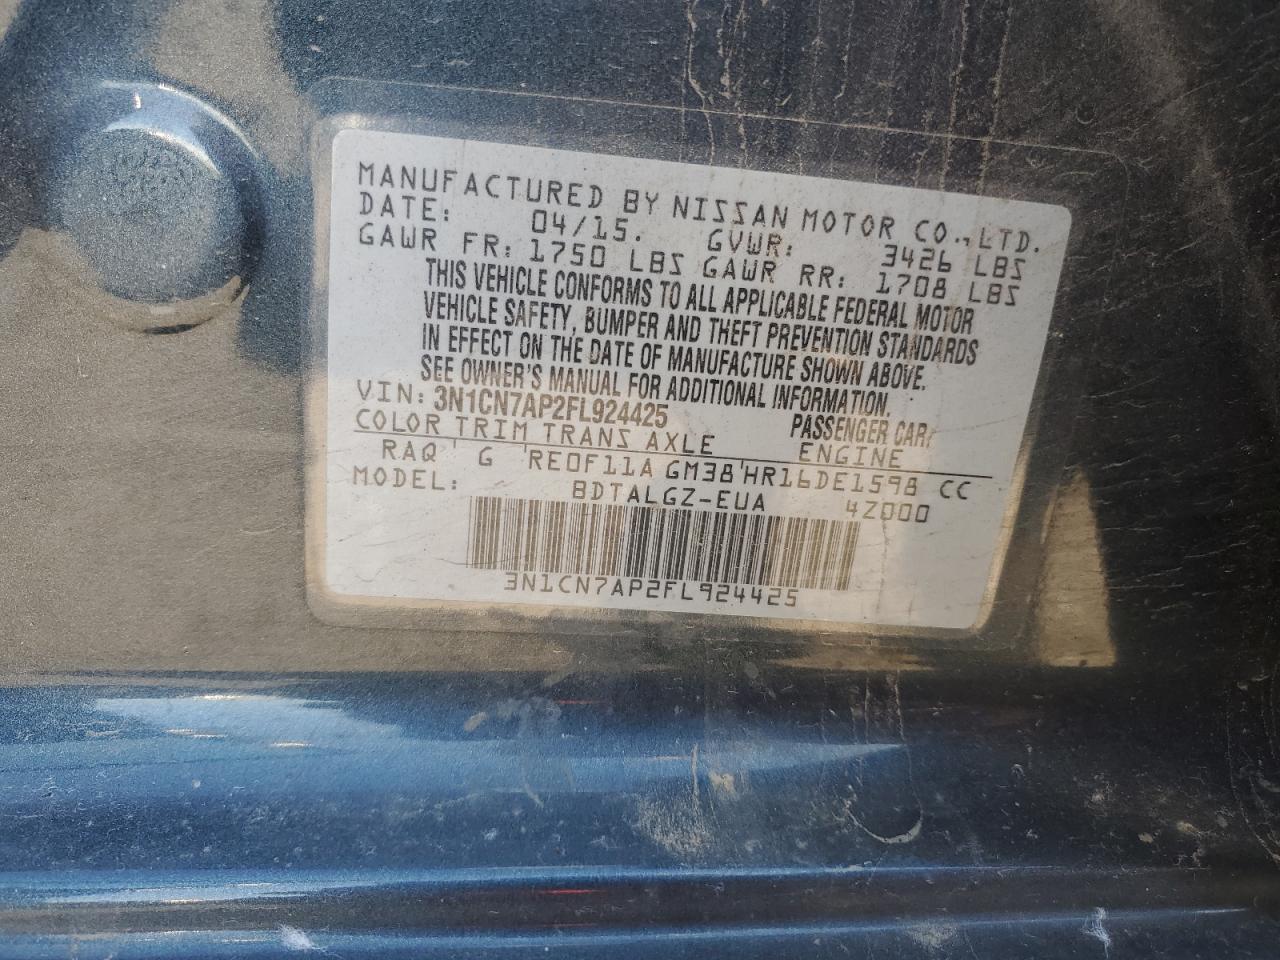 MANUFACTURED BY NISSAN MOTOR CO.,LTD.
DATE: 04/15. GVWR: 3426 LBS
GAWR FR: 1750 LBS GAWR RR: 1708 LBS
THIS VEHICLE CONFORMS TO ALL APPLICABLE FEDERAL MOTOR
VEHICLE SAFETY, BUMPER AND THEFT PREVENTION STANDARDS
IN EFFECT ON THE DATE OF MANUFACTURE SHOWN ABOVE.
SEE OWNER'S MANUAL FOR ADDITIONAL INFORMATION.
VIN: 3N1CN7AP2FL924425 PASSENGER CAR
COLOR TRIM TRANS AXLE ENGINE
RAQ G RE0F11A GM38 HR16DE1598 CC
MODEL: BDTALGZ-EUA 4Z000
3N1CN7AP2FL924425